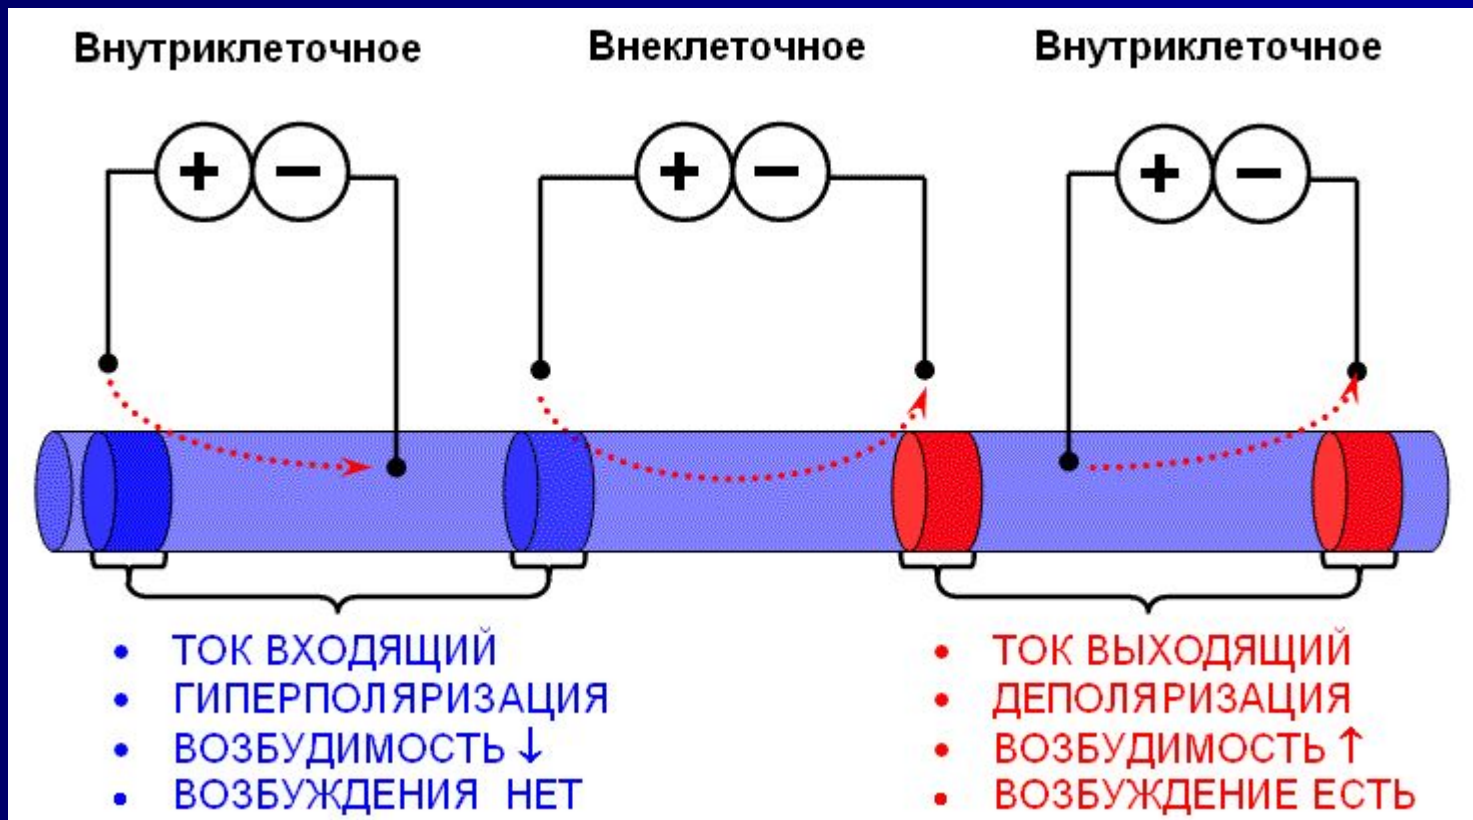 Внутриклеточное
Внеклеточное
Внутриклеточное
+ −
+ −
+ −
• ТОК ВХОДЯЩИЙ
• ГИПЕРПОЛЯРИЗАЦИЯ
• ВОЗБУДИМОСТЬ ↓
• ВОЗБУЖДЕНИЯ НЕТ
• ТОК ВЫХОДЯЩИЙ
• ДЕПОЛЯРИЗАЦИЯ
• ВОЗБУДИМОСТЬ ↑
• ВОЗБУЖДЕНИЕ ЕСТЬ